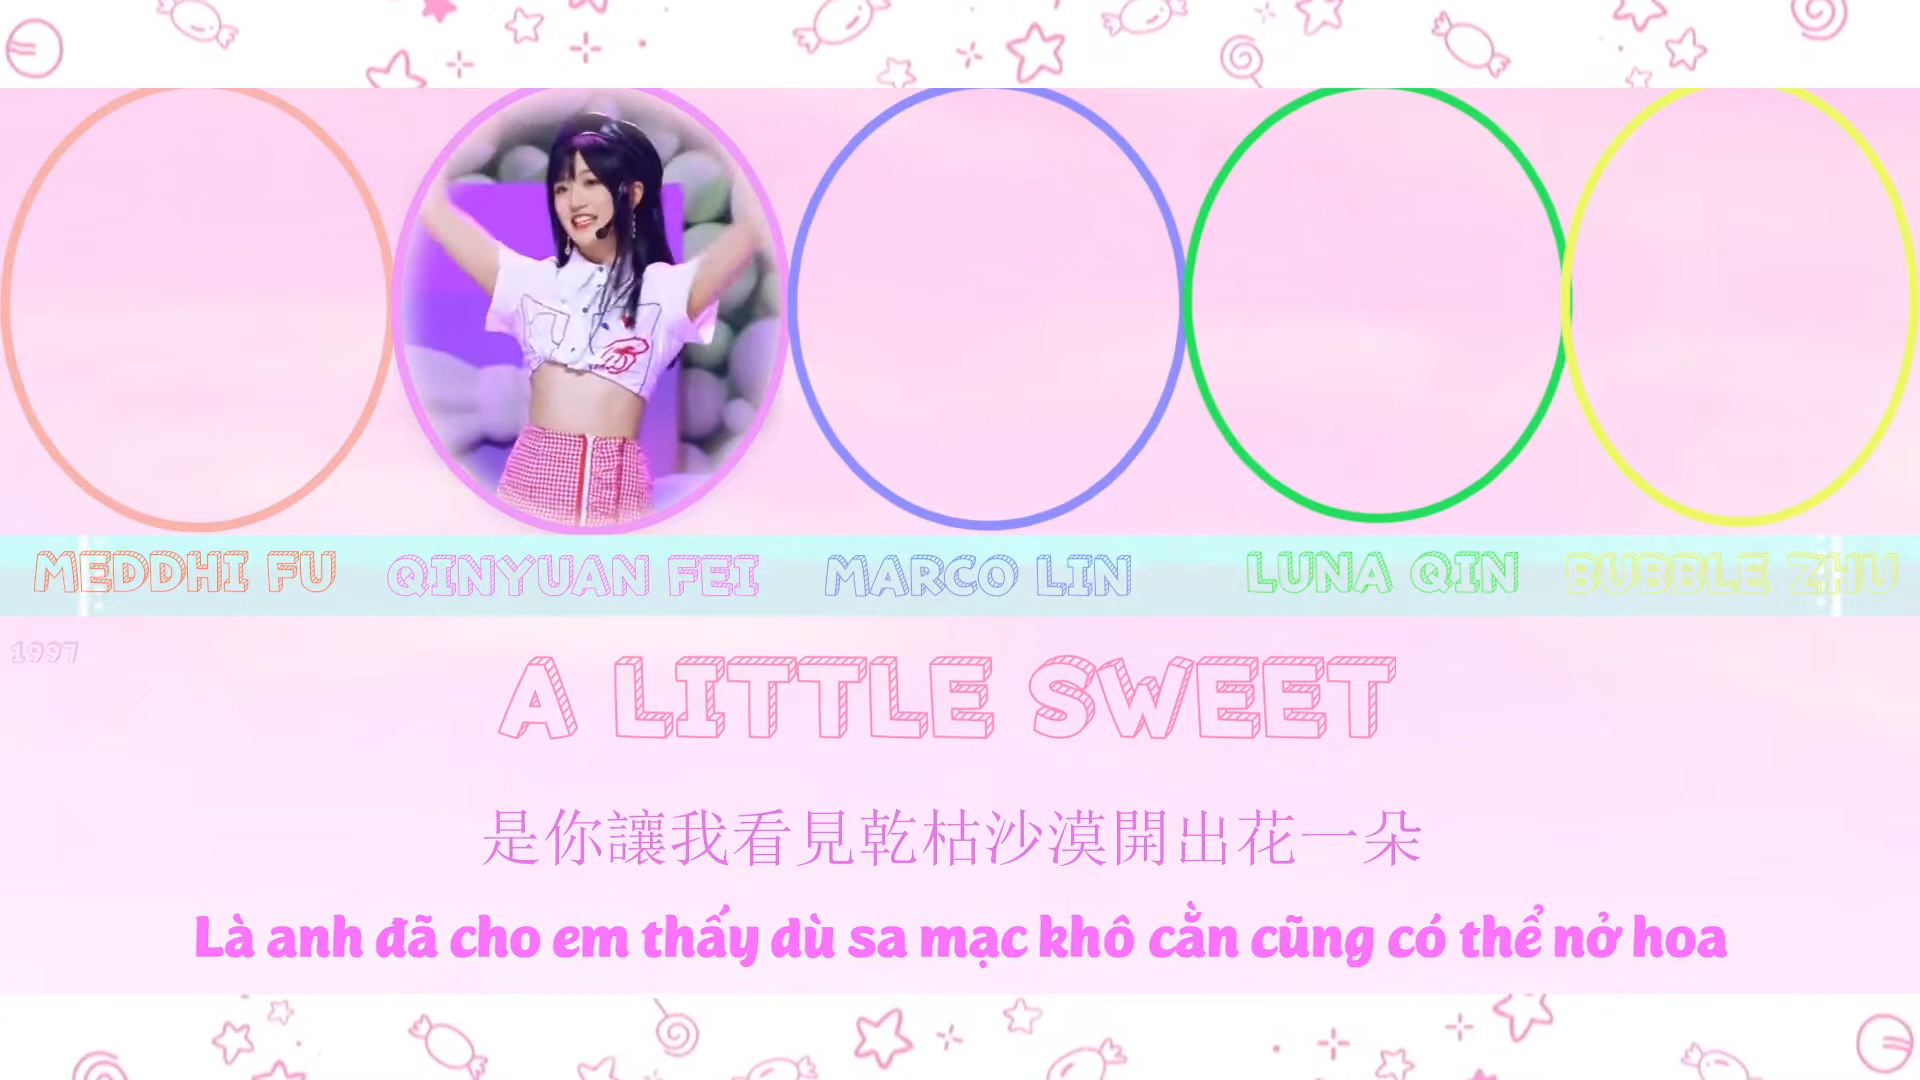 MEDDHI FU QINYUAN FEI MARCO LIN LUNA QIN BUBBLE ZHU
1997
A LITTLE SWEET
是你讓我看見乾枯沙漠開出花一朵
Là anh đã cho em thấy dù sa mạc khô cằn cũng có thể nở hoa